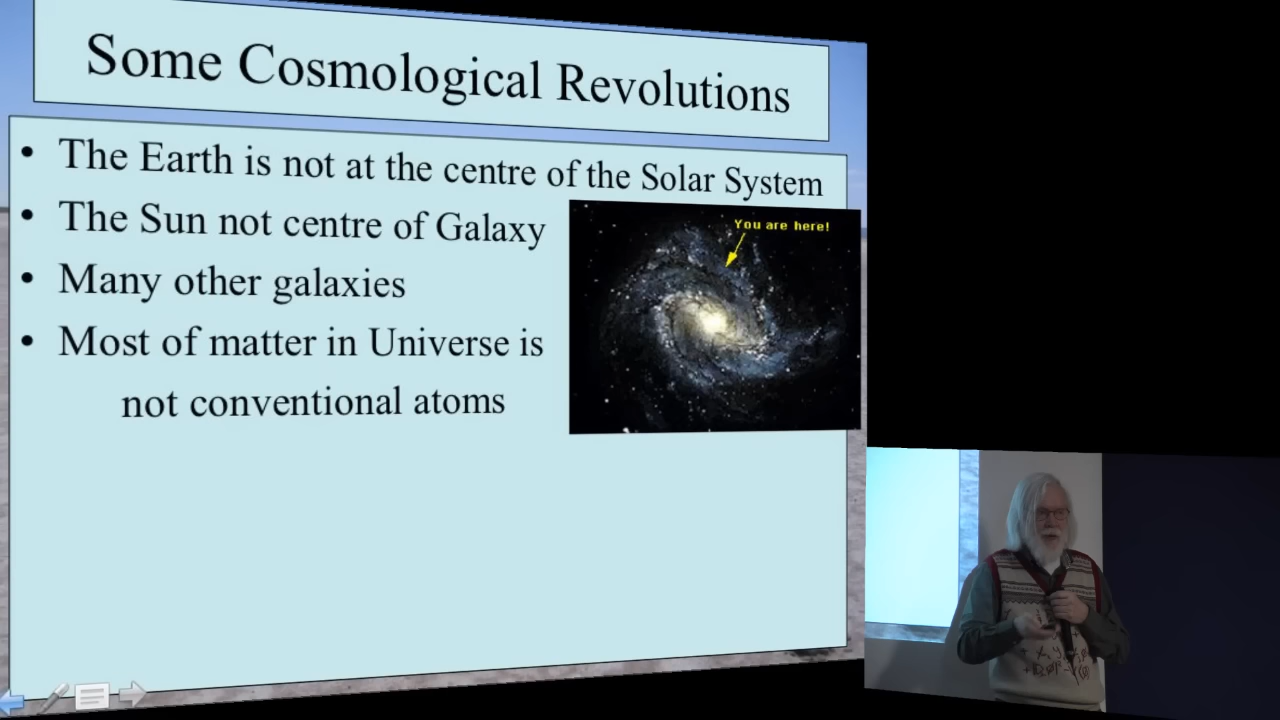 Some Cosmological Revolutions
• The Earth is not at the centre of the Solar System
• The Sun not centre of Galaxy
You are here!
• Many other galaxies
• Most of matter in Universe is
not conventional atoms